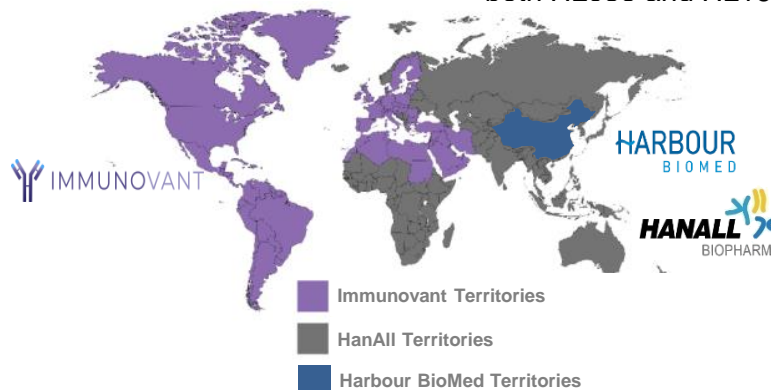 HARBOUR
BIOMED
IMMUNOVANT
HANALL
BIOPHARM
Immunovant Territories
HanAll Territories
Harbour BioMed Territories